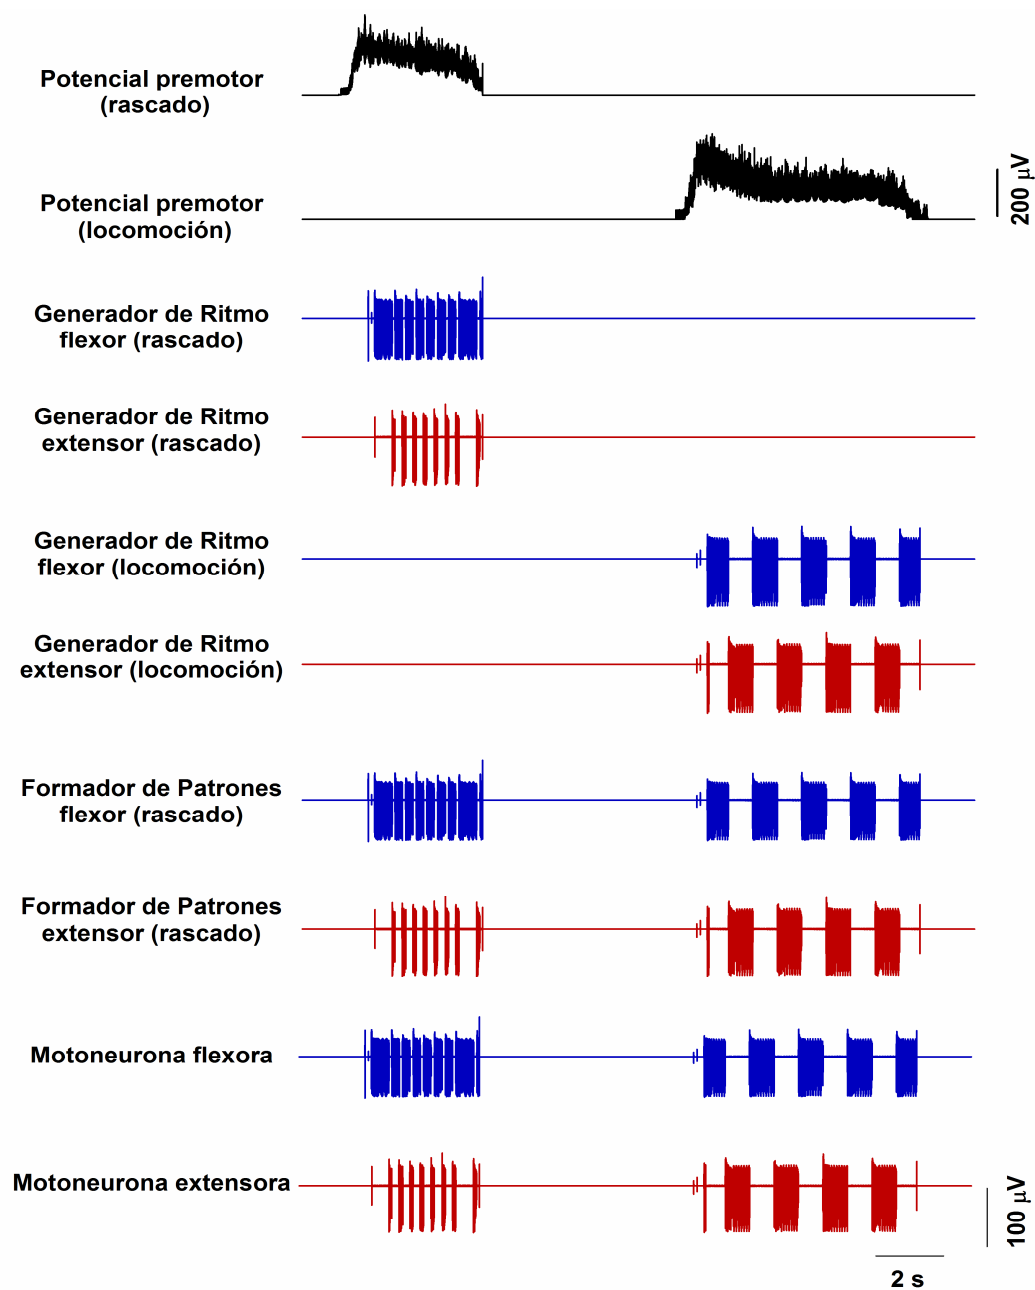 Potencial premotor
(rascado)
Potencial premotor
(locomoción)
200 µV
Generador de Ritmo
flexor (rascado)
Generador de Ritmo
extensor (rascado)
Generador de Ritmo
flexor (locomoción)
Generador de Ritmo
extensor (locomoción)
Formador de Patrones
flexor (rascado)
Formador de Patrones
extensor (rascado)
Motoneurona flexora
Motoneurona extensora
100 µV
2 s